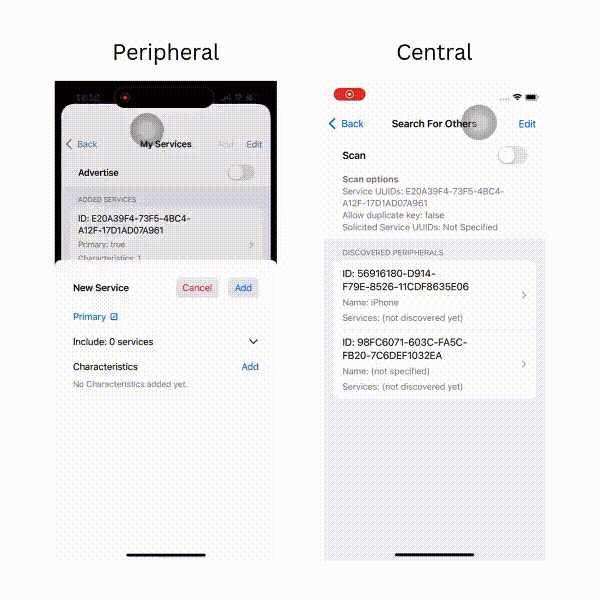 Peripheral
Back
My Services
Add
Edit
Advertise
ADDED SERVICES
ID: E20A39F4-73F5-4BC4-
A12F-17D1AD07A961
Primary: true
Characteristics: 1
New Service
Cancel
Add
Primary
Include: 0 services
Characteristics
Add
No Characteristics added yet.
Central
Back
Search For Others
Edit
Scan
Scan options
Service UUIDs: E20A39F4-73F5-4BC4-
A12F-17D1AD07A961
Allow duplicate key: false
Solicited Service UUIDs: Not Specified
DISCOVERED PERIPHERALS
ID: 56916180-D914-
F79E-8526-11CDF8635E06
Name: iPhone
Services: (not discovered yet)
ID: 98FC6071-603C-FA5C-
FB20-7C6DEF1032EA
Name: (not specified)
Services: (not discovered yet)